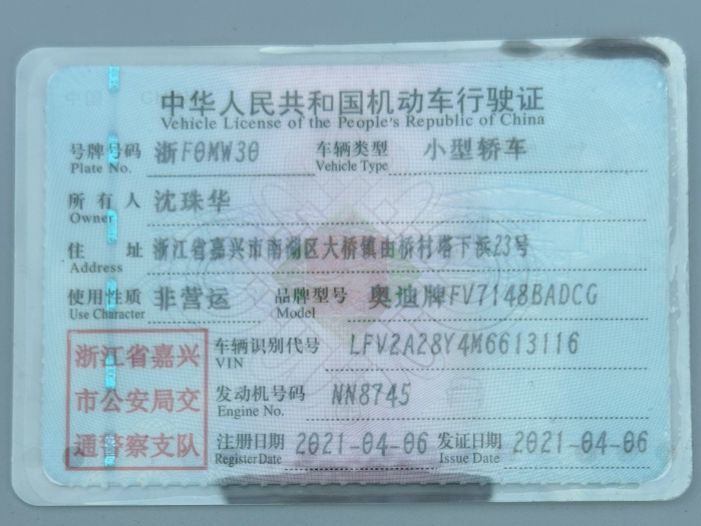 中华人民共和国机动车行驶证
Vehicle License of the People's Republic of China
号牌号码 浙F0MW30 车辆类型 小型轿车
Plate No. Vehicle Type
所有人 沈珠华
Owner
住址 浙江省嘉兴市南湖区大桥镇由桥村塔下浜23号
Address
使用性质 非营运 品牌型号 奥迪牌FV7148BADCG
Use Character Model
浙江省嘉兴
市公安局交
通警察支队
车辆识别代号 LFV2A28Y4M6613116
VIN
发动机号码 NN8745
Engine No.
注册日期 2021-04-06 发证日期 2021-04-06
Register Date Issue Date